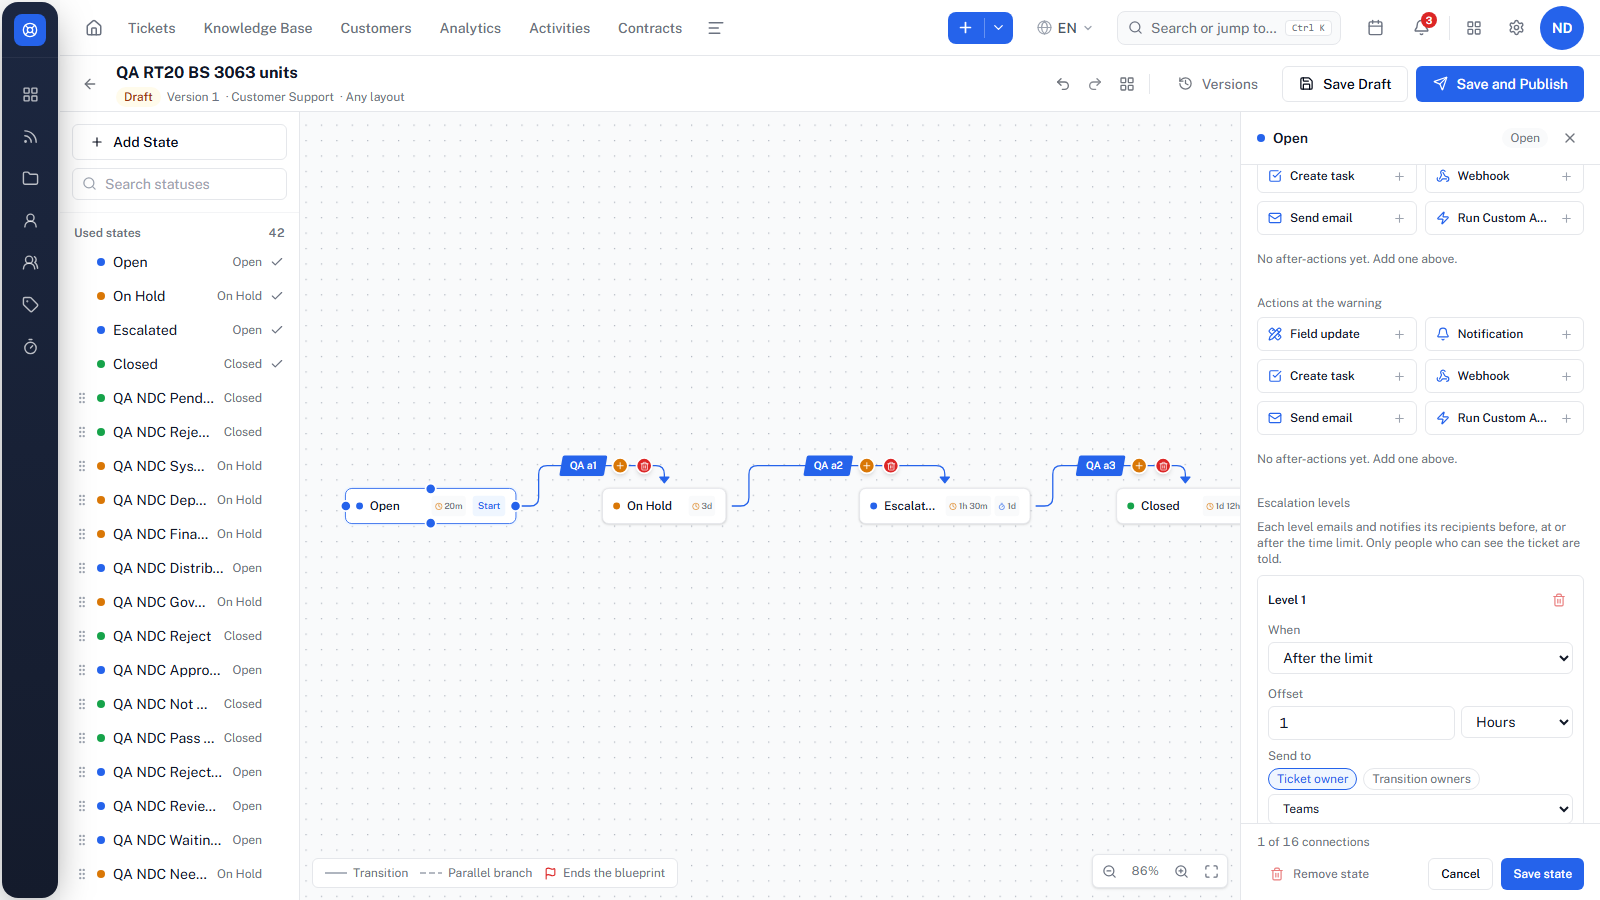 Tickets
Knowledge Base
Customers
Analytics
Activities
Contracts
EN
Search or jump to...
Ctrl K
3
ND
QA RT20 BS 3063 units
Draft
Version 1 · Customer Support · Any layout
Versions
Save Draft
Save and Publish
Add State
Search statuses
Used states 42
Open Open
On Hold On Hold
Escalated Open
Closed Closed
QA NDC Pend... Closed
QA NDC Reje... Closed
QA NDC Sys... On Hold
QA NDC Dep... On Hold
QA NDC Fina... On Hold
QA NDC Distrib... Open
QA NDC Gov... On Hold
QA NDC Reject Closed
QA NDC Appro... Open
QA NDC Not ... Closed
QA NDC Pass ... Closed
QA NDC Reject... Open
QA NDC Revie... Open
QA NDC Waitin... Open
QA NDC Nee... On Hold
QA a1
QA a2
QA a3
Open 20m Start
On Hold 3d
Escalat... 1h 30m 1d
Closed 1d 12h
Transition
Parallel branch
Ends the blueprint
86%
Open Open
Create task
Webhook
Send email
Run Custom A...
No after-actions yet. Add one above.
Actions at the warning
Field update
Notification
Create task
Webhook
Send email
Run Custom A...
No after-actions yet. Add one above.
Escalation levels
Each level emails and notifies its recipients before, at or
after the time limit. Only people who can see the ticket are
told.
Level 1
When
After the limit
Offset
1
Hours
Send to
Ticket owner
Transition owners
Teams
1 of 16 connections
Remove state
Cancel
Save state